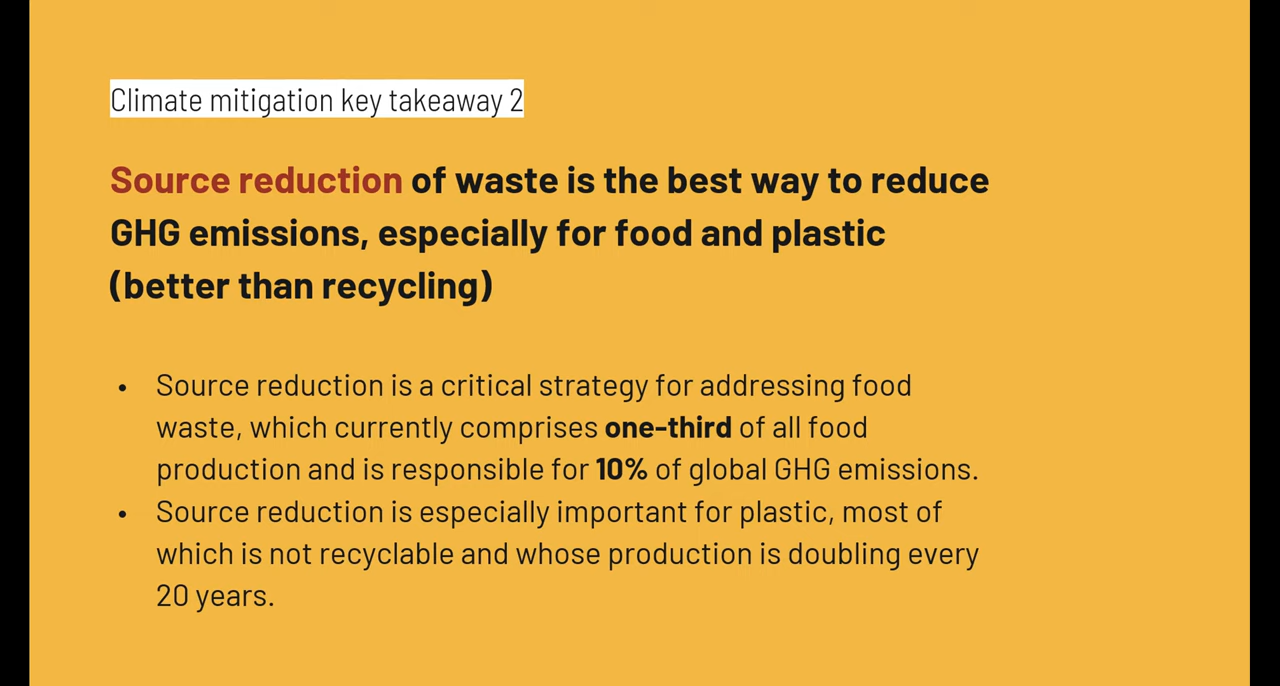 Climate mitigation key takeaway 2
Source reduction of waste is the best way to reduce
GHG emissions, especially for food and plastic
(better than recycling)
• Source reduction is a critical strategy for addressing food
waste, which currently comprises one-third of all food
production and is responsible for 10% of global GHG emissions.
• Source reduction is especially important for plastic, most of
which is not recyclable and whose production is doubling every
20 years.